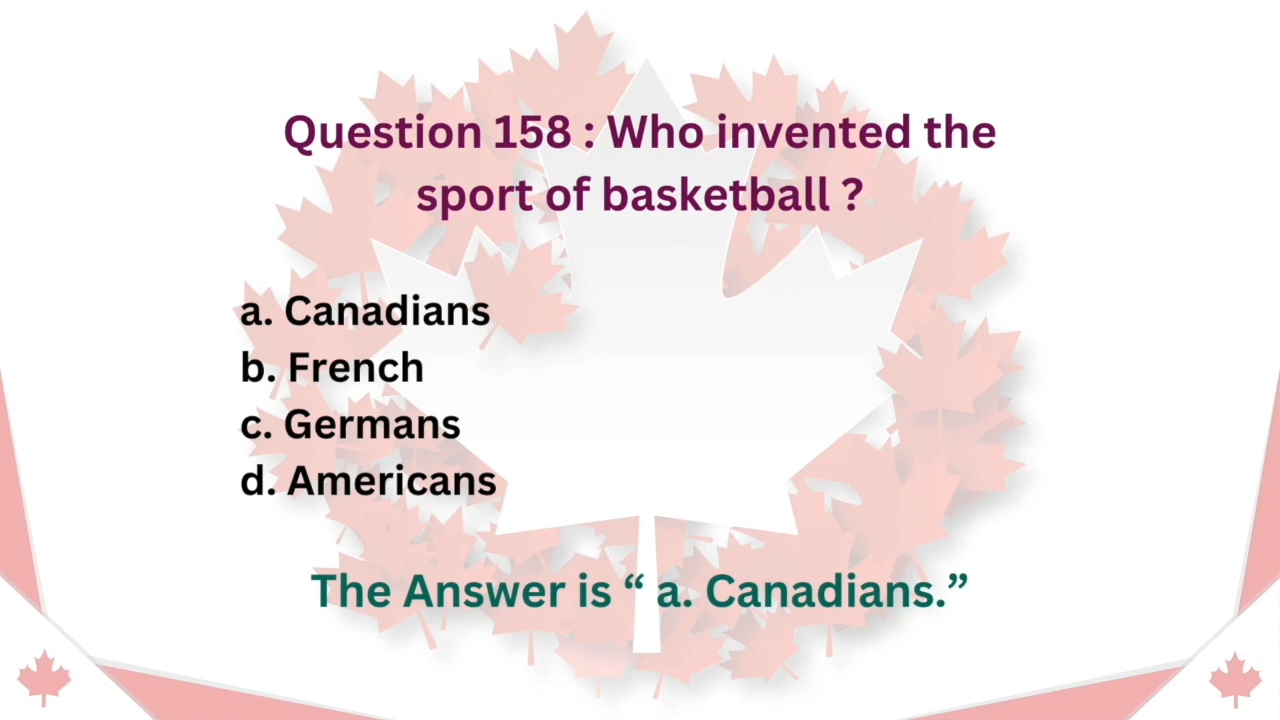 Question 158 : Who invented the
sport of basketball ?
a. Canadians
b. French
c. Germans
d. Americans
The Answer is “ a. Canadians.”